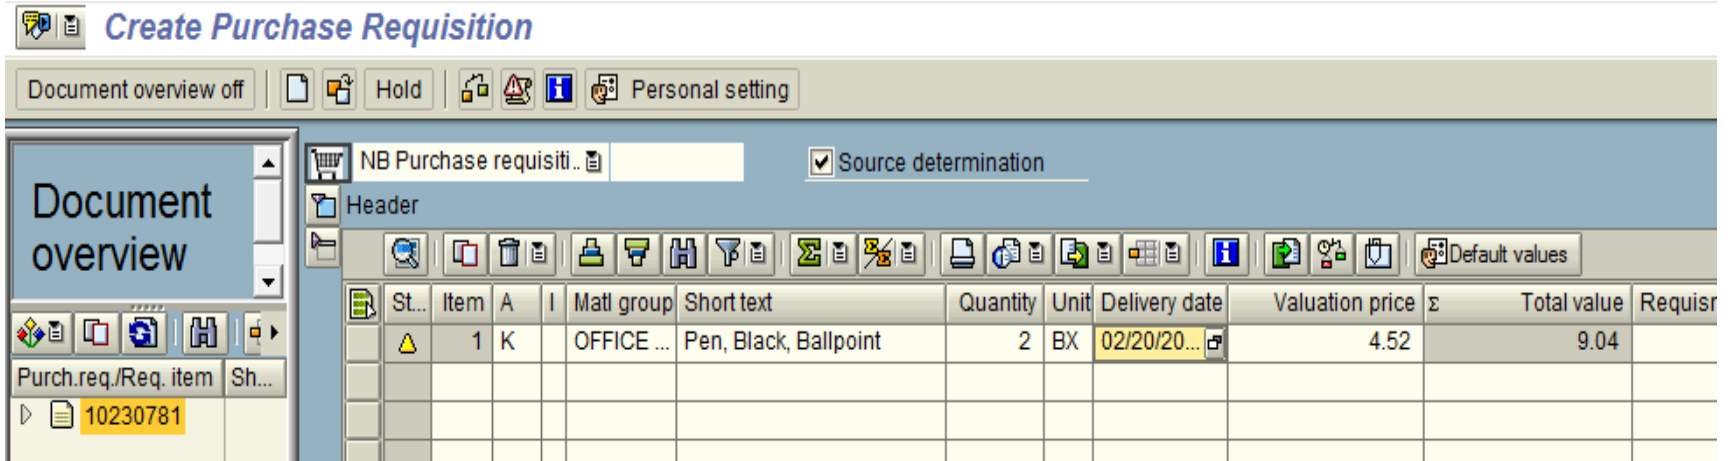 Create Purchase Requisition
Document overview off Hold Personal setting
Document
overview
NB Purchase requisiti.. Source determination
Header
Default values
St... Item A I Matl group Short text Quantity Unit Delivery date Valuation price Σ Total value Requisr
1 K OFFICE ... Pen, Black, Ballpoint 2 BX 02/20/20... 4.52 9.04
Purch.req./Req. item Sh...
10230781